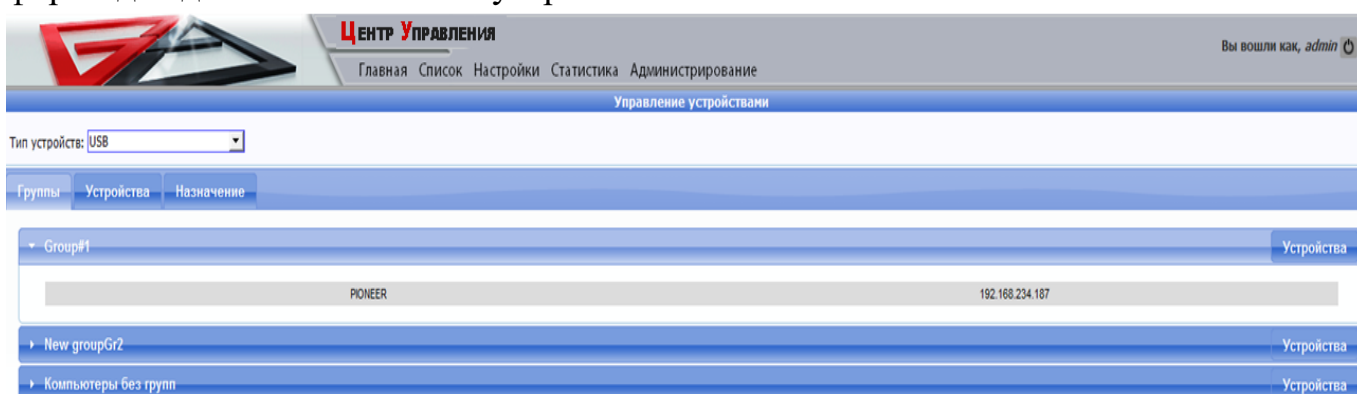 Центр Управления
Вы вошли как, admin
Главная Список Настройки Статистика Администрирование
Управление устройствами
Тип устройств: USB
Группы Устройства Назначение
Group#1 Устройства
PIONEER 192.168.234.187
New groupGr2 Устройства
Компьютеры без групп Устройства